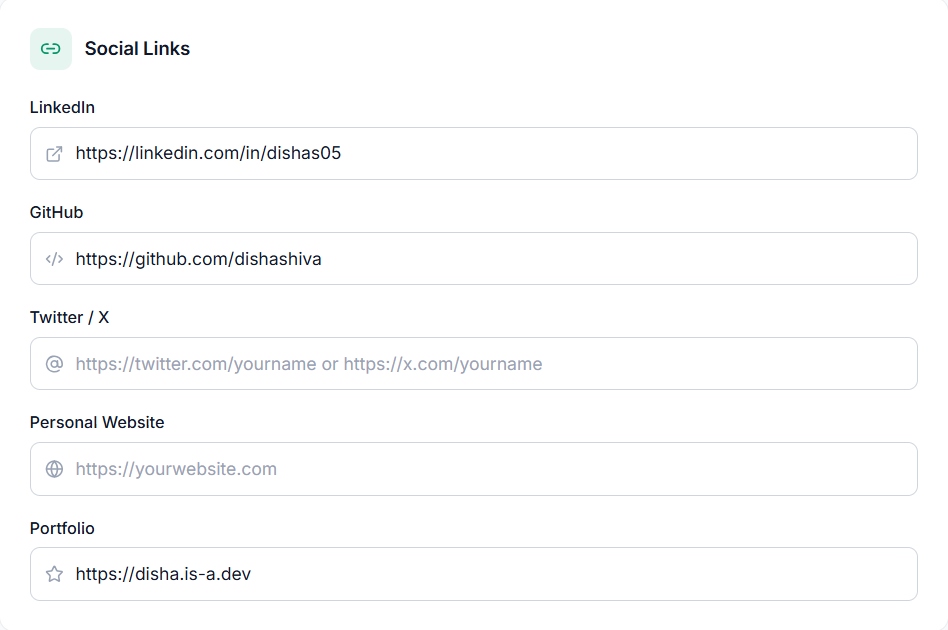 Social Links
LinkedIn
https://linkedin.com/in/dishas05
GitHub
https://github.com/dishashiva
Twitter / X
https://twitter.com/yourname or https://x.com/yourname
Personal Website
https://yourwebsite.com
Portfolio
https://disha.is-a.dev